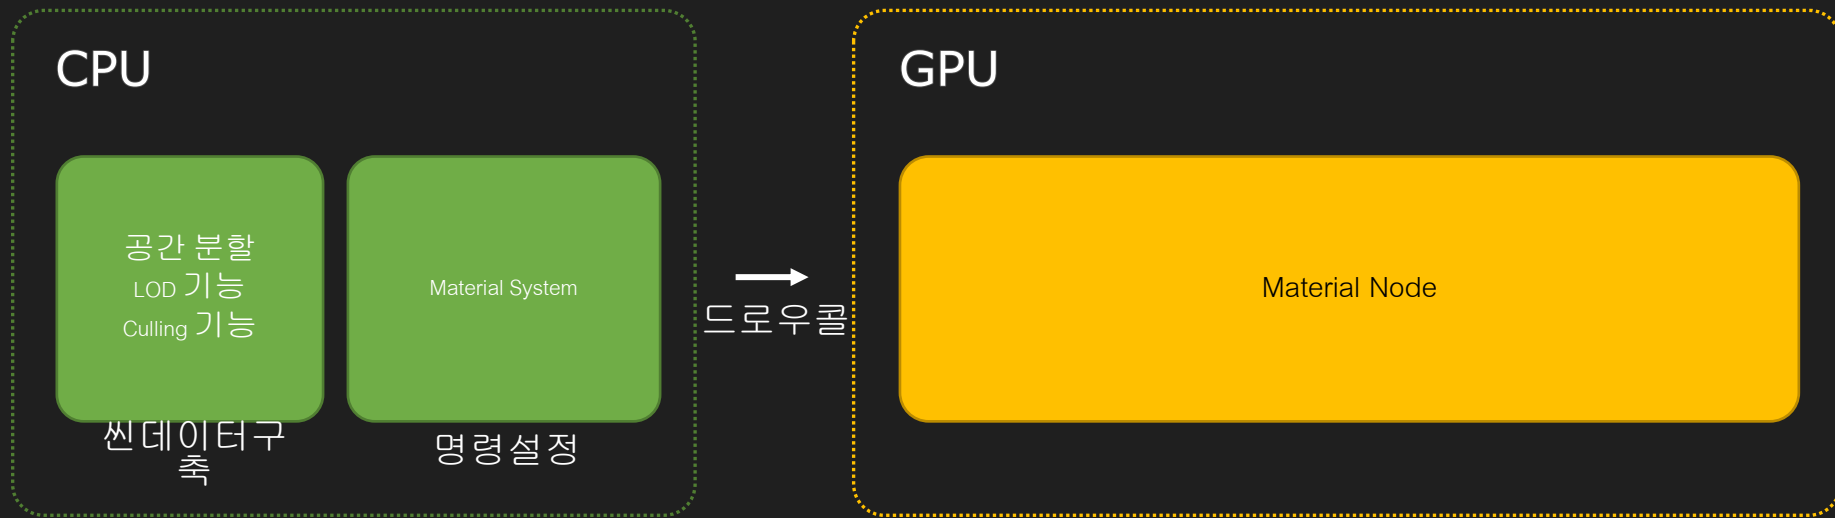 CPU
공간 분할
LOD 기능
Culling 기능
씬데이터구
축
Material System
명령설정
드로우콜
GPU
Material Node